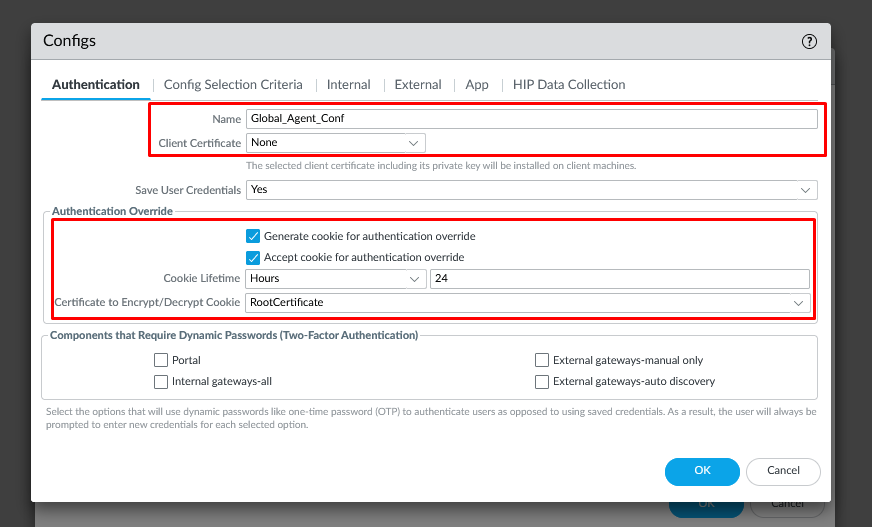 Configs
?
Authentication Config Selection Criteria Internal External App HIP Data Collection
Name Global_Agent_Conf
Client Certificate None
The selected client certificate including its private key will be installed on client machines.
Save User Credentials Yes
Authentication Override
Generate cookie for authentication override
Accept cookie for authentication override
Cookie Lifetime Hours 24
Certificate to Encrypt/Decrypt Cookie RootCertificate
Components that Require Dynamic Passwords (Two-Factor Authentication)
Portal External gateways-manual only
Internal gateways-all External gateways-auto discovery
Select the options that will use dynamic passwords like one-time password (OTP) to authenticate users as opposed to using saved credentials. As a result, the user will always be
prompted to enter new credentials for each selected option.
OK Cancel
OK Cancel